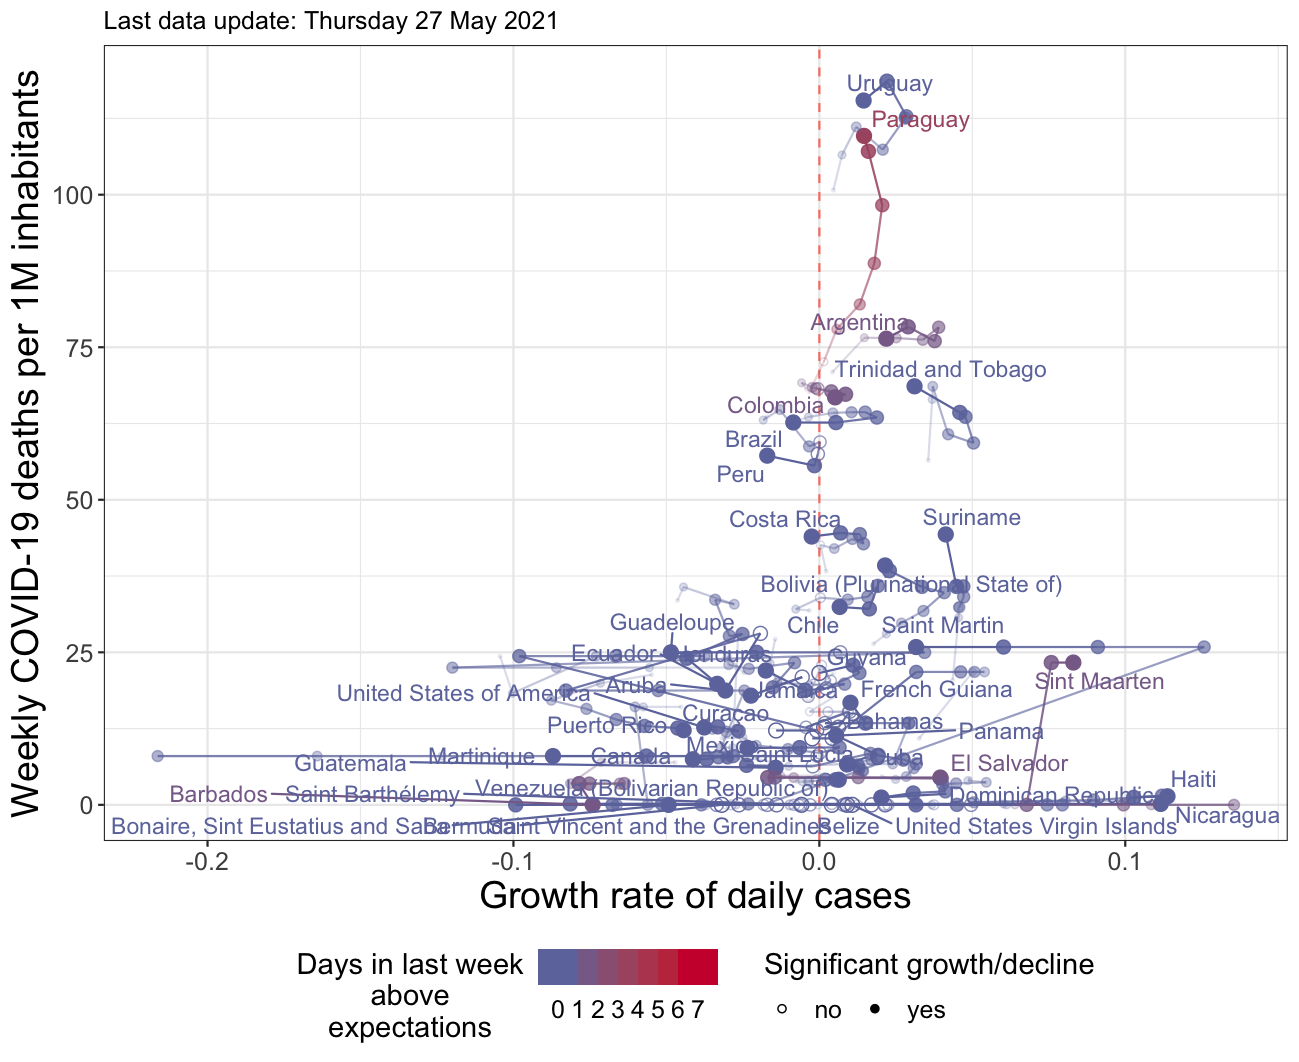 Last data update: Thursday 27 May 2021
Weekly COVID-19 deaths per 1M inhabitants
100
75
50
25
0
Uruguay
Paraguay
Argentina
Trinidad and Tobago
Colombia
Brazil
Peru
Costa Rica
Suriname
Bolivia (Plurinational State of)
Guadeloupe
Chile
Saint Martin
Ecuador
Honduras
Guyana
Sint Maarten
United States of America
Aruba
Jamaica
French Guiana
Curacao
Puerto Rico
Bahamas
Panama
Mexico
Martinique
Canada
Saint Lucia
Cuba
Guatemala
El Salvador
Haiti
Barbados
Saint Barthélemy
Venezuela (Bolivarian Republic of)
Dominican Republic
Nicaragua
Bonaire, Sint Eustatius and Saba
Bermuda
Saint VIncent and the Grenadines
Belize
United States Virgin Islands
-0.2
-0.1
0.0
0.1
Growth rate of daily cases
Days in last week
above
expectations
0 1 2 3 4 5 6 7
Significant growth/decline
no
yes